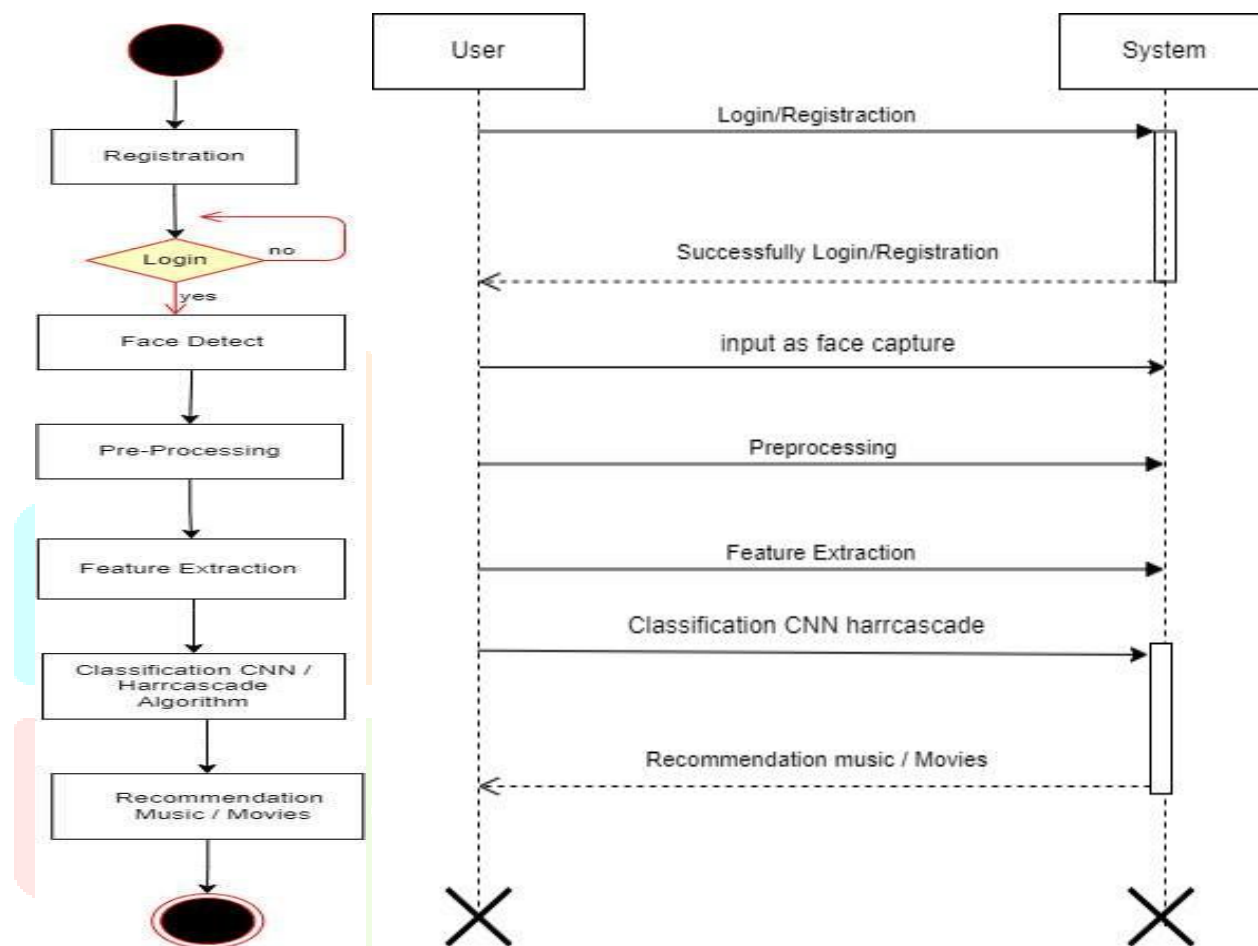 Registration
Login
no
yes
Face Detect
Pre-Processing
Feature Extraction
Classification CNN /
Harrcascade
Algorithm
Recommendation
Music / Movies
User
System
Login/Registraction
Successfully Login/Registration
input as face capture
Preprocessing
Feature Extraction
Classification CNN harrcascade
Recommendation music / Movies